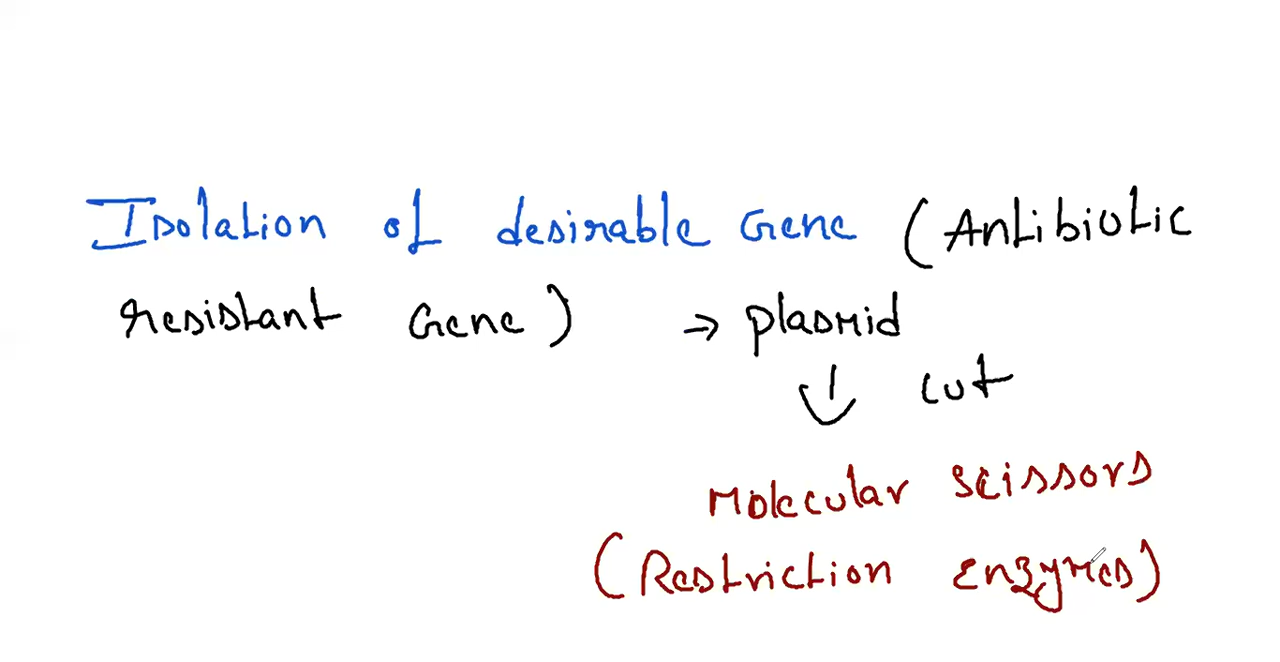 Isolation of desirable Gene (Antibiotic
resistant Gene) → plasmid
↓ cut
Molecular scissors
(Restriction enzymes)